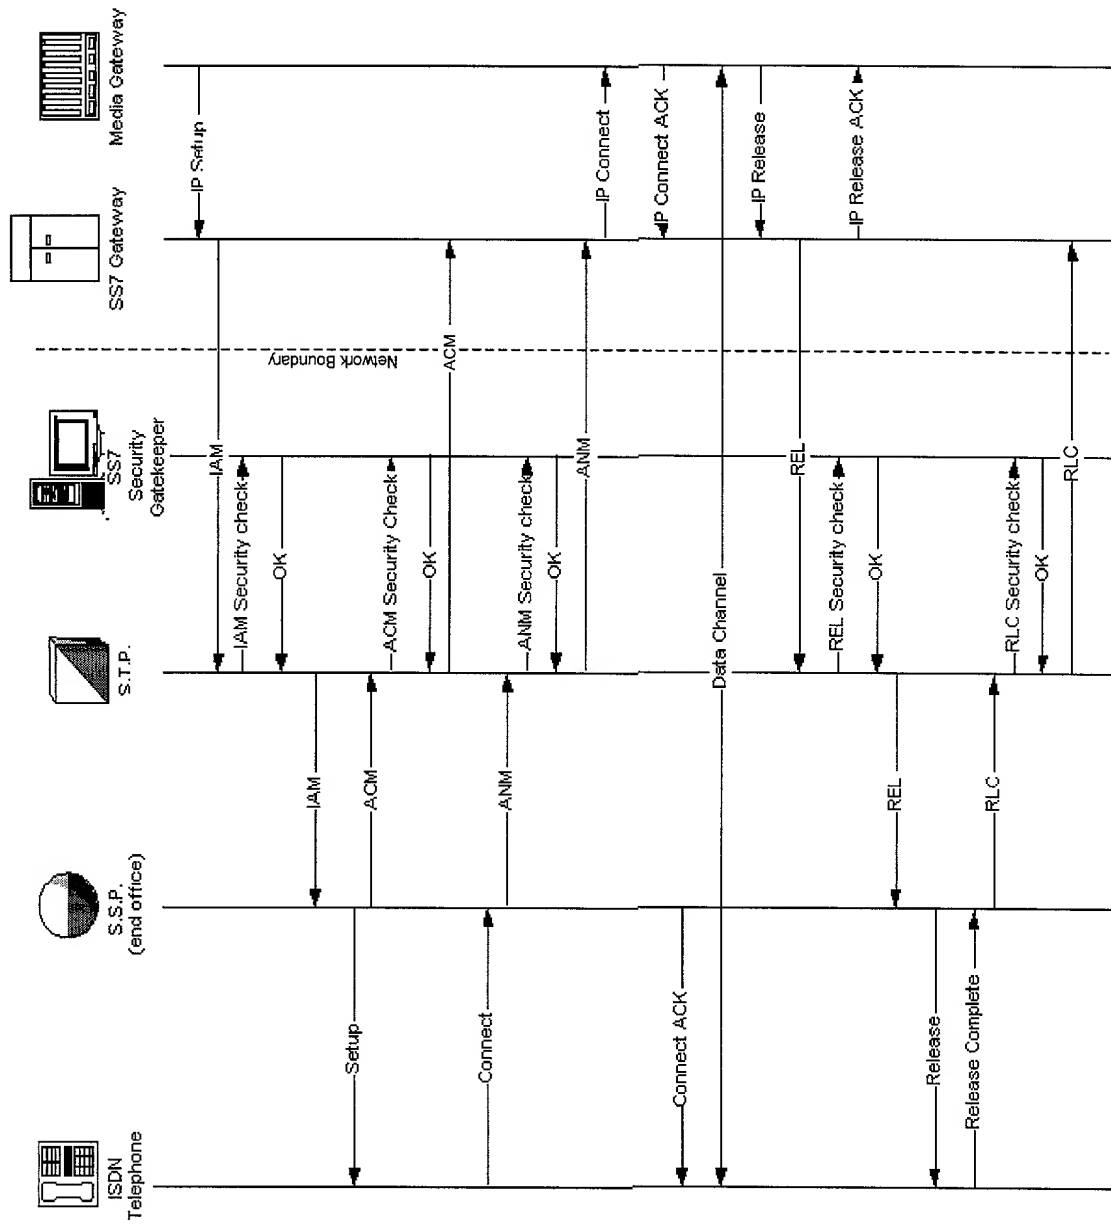 ISDN
Telephone
S.S.P.
(end office)
S.T.P.
SS7
Security
Gatekeeper
SS7 Gateway
Media Gateway
Network Boundary
IP Setup
IAM
IAM Security check
OK
IAM
Setup
ACM
ACM Security Check
OK
ACM
Connect
ANM
ANM Security check
OK
ANM
IP Connect
IP Connect ACK
Connect ACK
Data Channel
IP Release
REL
REL Security check
IP Release ACK
OK
REL
Release
Release Complete
RLC
RLC Security check
OK
RLC